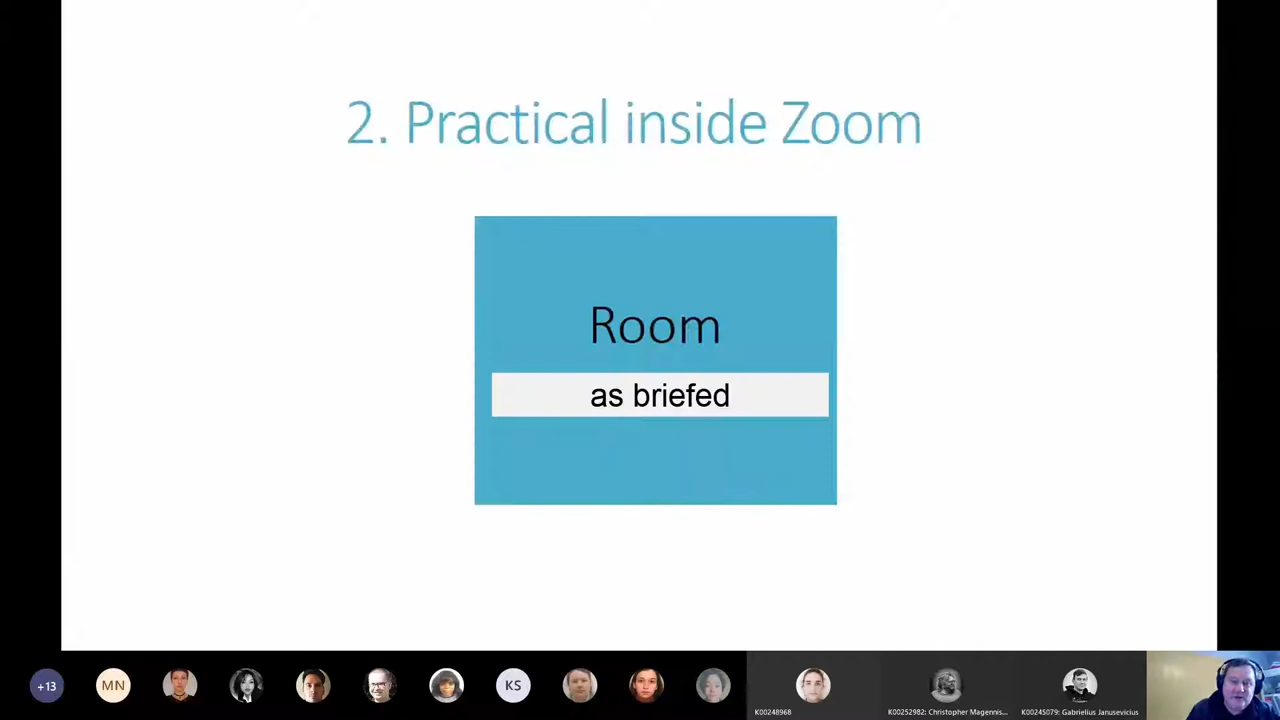 2. Practical inside Zoom
Room
as briefed
+13
MN
KS
K00248968
K00252982: Christopher Magennis...
K00245079: Gabrielius Janusevicius